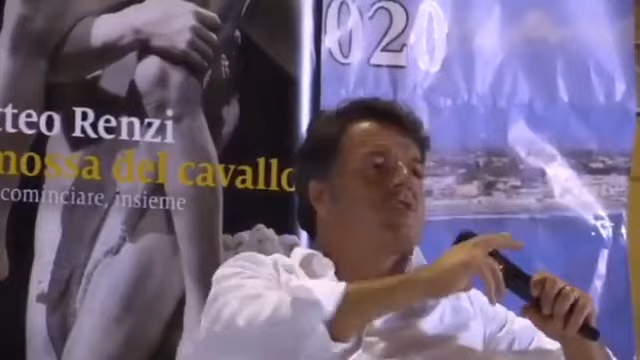 020
tteo Renzi
mossa del cavallo
cominciare, insieme